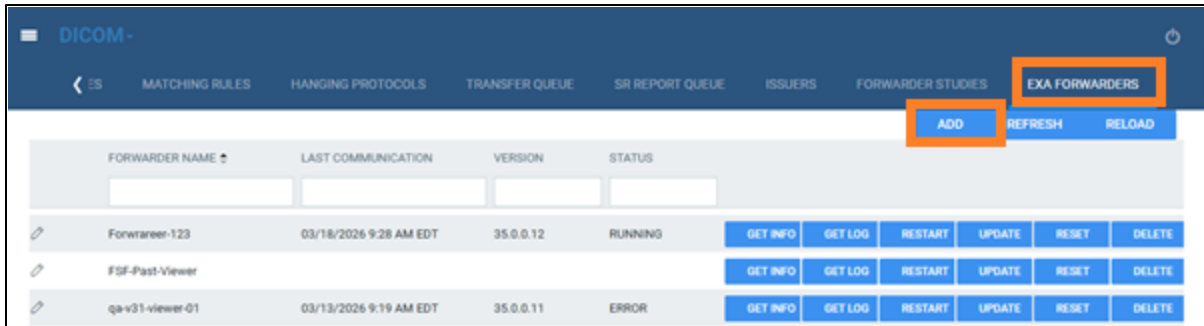 DICOM
ES MATCHING RULES HANGING PROTOCOLS TRANSFER QUEUE SR REPORT QUEUE ISSUERS FORWARDER STUDIES EXA FORWARDERS
ADD REFRESH RELOAD
FORWARDER NAME LAST COMMUNICATION VERSION STATUS
Forwrareer-123 03/18/2026 9:28 AM EDT 35.0.0.12 RUNNING GET INFO GET LOG RESTART UPDATE RESET DELETE
FSF-Past-Viewer GET INFO GET LOG RESTART UPDATE RESET DELETE
qa-v31-viewer-01 03/13/2026 9:19 AM EDT 35.0.0.11 ERROR GET INFO GET LOG RESTART UPDATE RESET DELETE